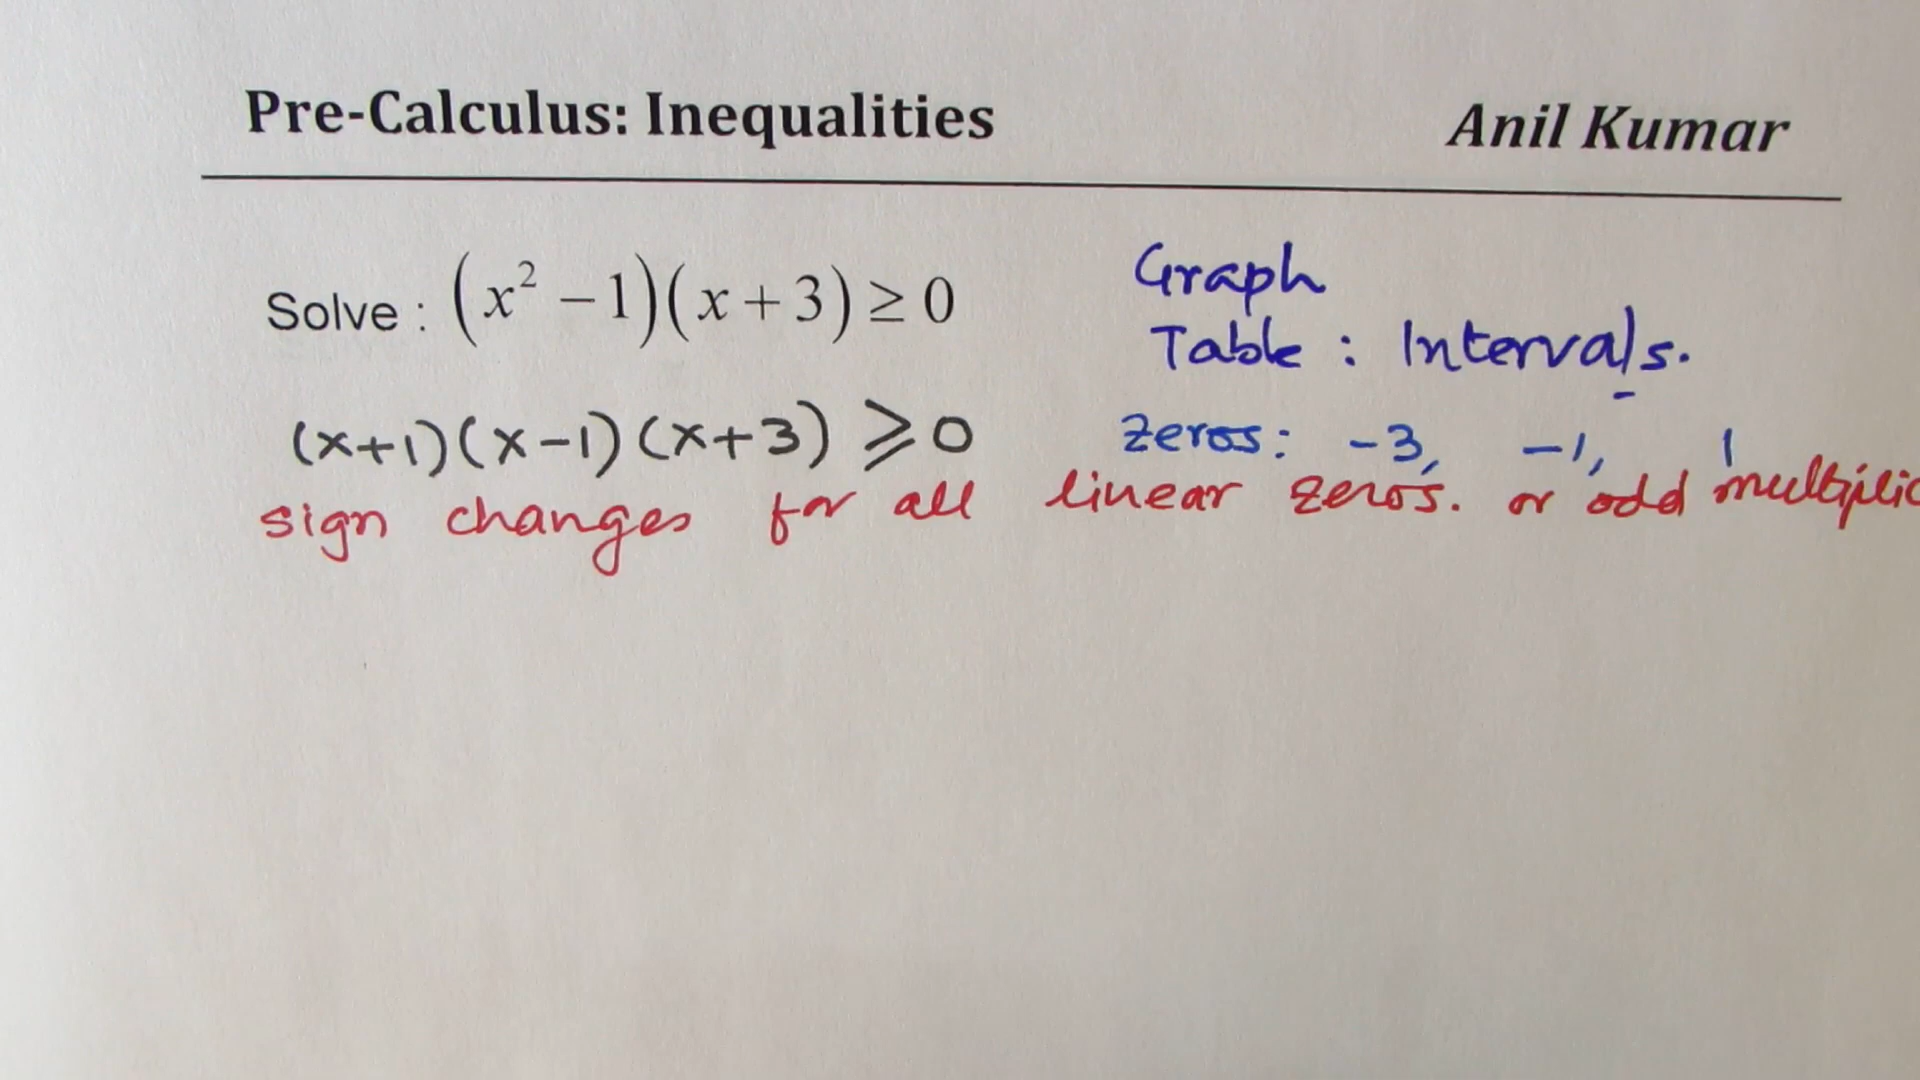 Pre-Calculus: Inequalities Anil Kumar
Solve : (x² − 1)(x + 3) ≥ 0
Graph
Table : Intervals.
(x+1)(x-1)(x+3) ⩾ 0
zeros: -3, -1, 1
sign changes for all linear zeros. or odd multiplic